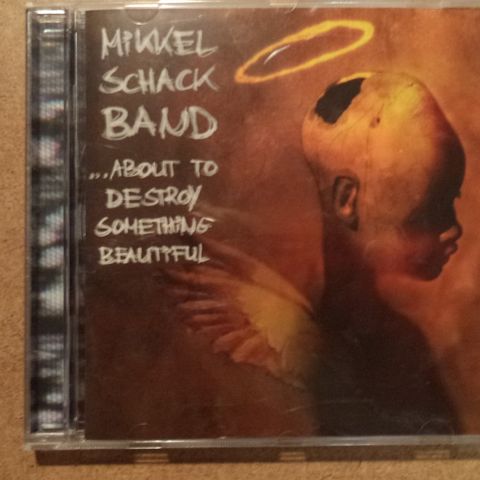 MiKKEL
SCHACK
BAND
...ABOUT TO
DESTROY
SOMETHiNG
BEAUTiFUL